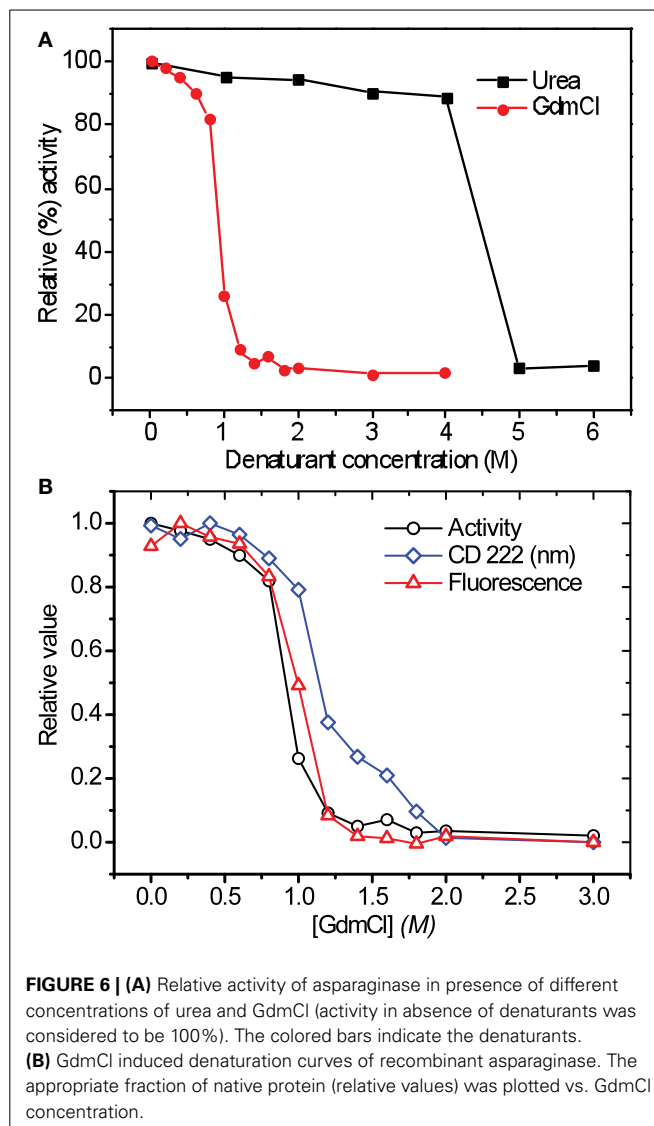 A
Relative (%) activity
100
80
60
40
20
0
Urea
GdmCl
0 1 2 3 4 5 6
Denaturant concentration (M)
B
Relative value
1.0
0.8
0.6
0.4
0.2
0.0
Activity
CD 222 (nm)
Fluorescence
0.0 0.5 1.0 1.5 2.0 2.5 3.0
[GdmCl] (M)
FIGURE 6 | (A) Relative activity of asparaginase in presence of different
concentrations of urea and GdmCl (activity in absence of denaturants was
considered to be 100%). The colored bars indicate the denaturants.
(B) GdmCl induced denaturation curves of recombinant asparaginase. The
appropriate fraction of native protein (relative values) was plotted vs. GdmCl
concentration.